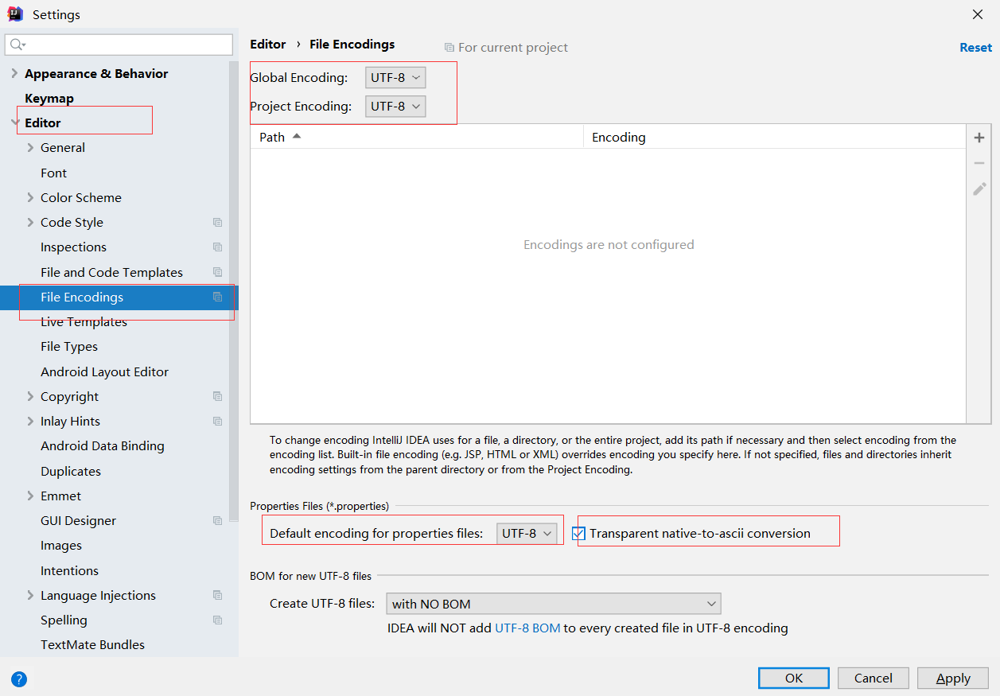 Settings
Appearance & Behavior
Keymap
Editor
General
Font
Color Scheme
Code Style
Inspections
File and Code Templates
File Encodings
Live Templates
File Types
Android Layout Editor
Copyright
Inlay Hints
Android Data Binding
Duplicates
Emmet
GUI Designer
Images
Intentions
Language Injections
Spelling
TextMate Bundles
Editor › File Encodings
For current project
Reset
Global Encoding: UTF-8
Project Encoding: UTF-8
Path Encoding
Encodings are not configured
To change encoding IntelliJ IDEA uses for a file, a directory, or the entire project, add its path if necessary and then select encoding from the
encoding list. Built-in file encoding (e.g. JSP, HTML or XML) overrides encoding you specify here. If not specified, files and directories inherit
encoding settings from the parent directory or from the Project Encoding.
Properties Files (*.properties)
Default encoding for properties files: UTF-8 Transparent native-to-ascii conversion
BOM for new UTF-8 files
Create UTF-8 files: with NO BOM
IDEA will NOT add UTF-8 BOM to every created file in UTF-8 encoding
? OK Cancel Apply